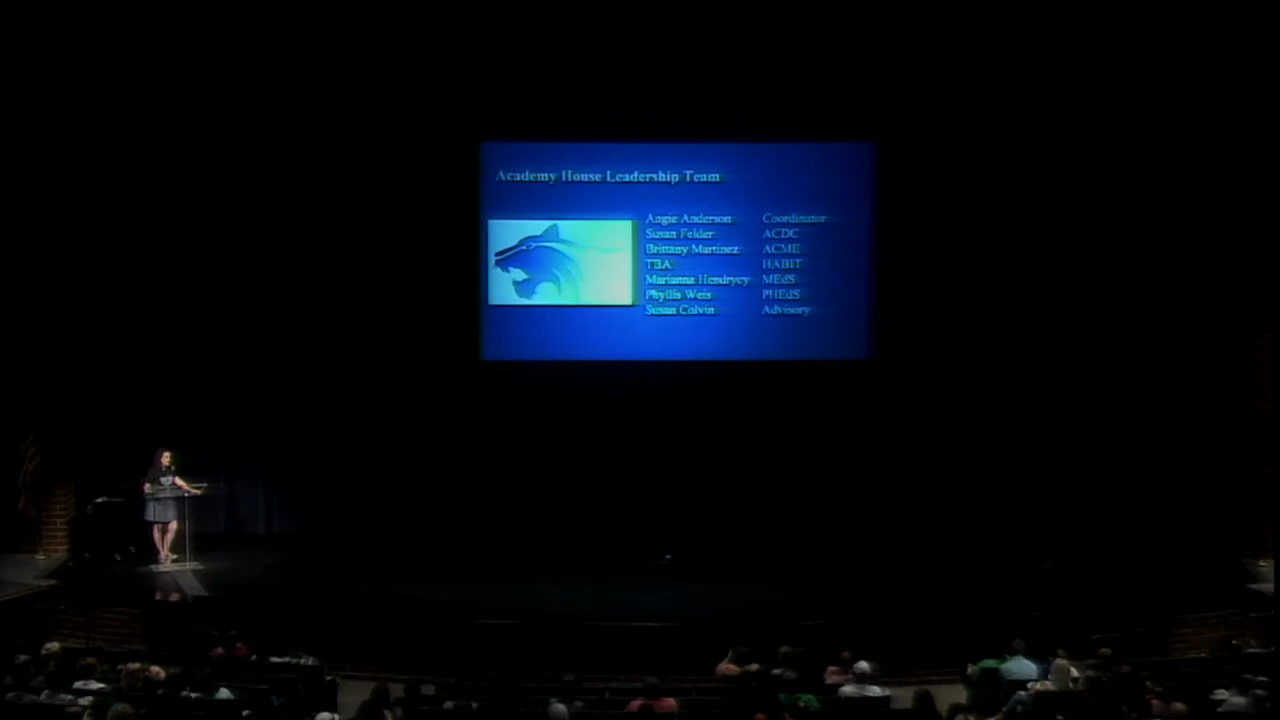 Academy House Leadership Team
Angie Anderson Coordinator
Susan Felder ACDC
Brittany Martinez ACME
TBA HABIT
Marianna Hendrycy MEdS
Phyllis Weis PHEdS
Susan Colvin Advisory